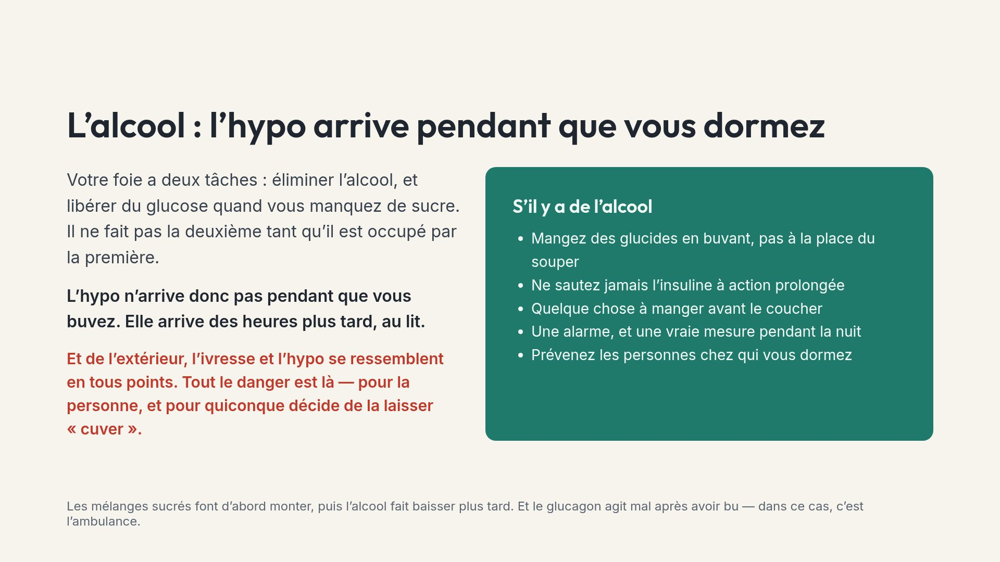 L’alcool : l’hypo arrive pendant que vous dormez
Votre foie a deux tâches : éliminer l’alcool, et
libérer du glucose quand vous manquez de sucre.
Il ne fait pas la deuxième tant qu’il est occupé par
la première.
L’hypo n’arrive donc pas pendant que vous
buvez. Elle arrive des heures plus tard, au lit.
Et de l’extérieur, l’ivresse et l’hypo se ressemblent
en tous points. Tout le danger est là — pour la
personne, et pour quiconque décide de la laisser
« cuver ».
S’il y a de l’alcool
• Mangez des glucides en buvant, pas à la place du
souper
• Ne sautez jamais l’insuline à action prolongée
• Quelque chose à manger avant le coucher
• Une alarme, et une vraie mesure pendant la nuit
• Prévenez les personnes chez qui vous dormez
Les mélanges sucrés font d’abord monter, puis l’alcool fait baisser plus tard. Et le glucagon agit mal après avoir bu — dans ce cas, c’est
l’ambulance.